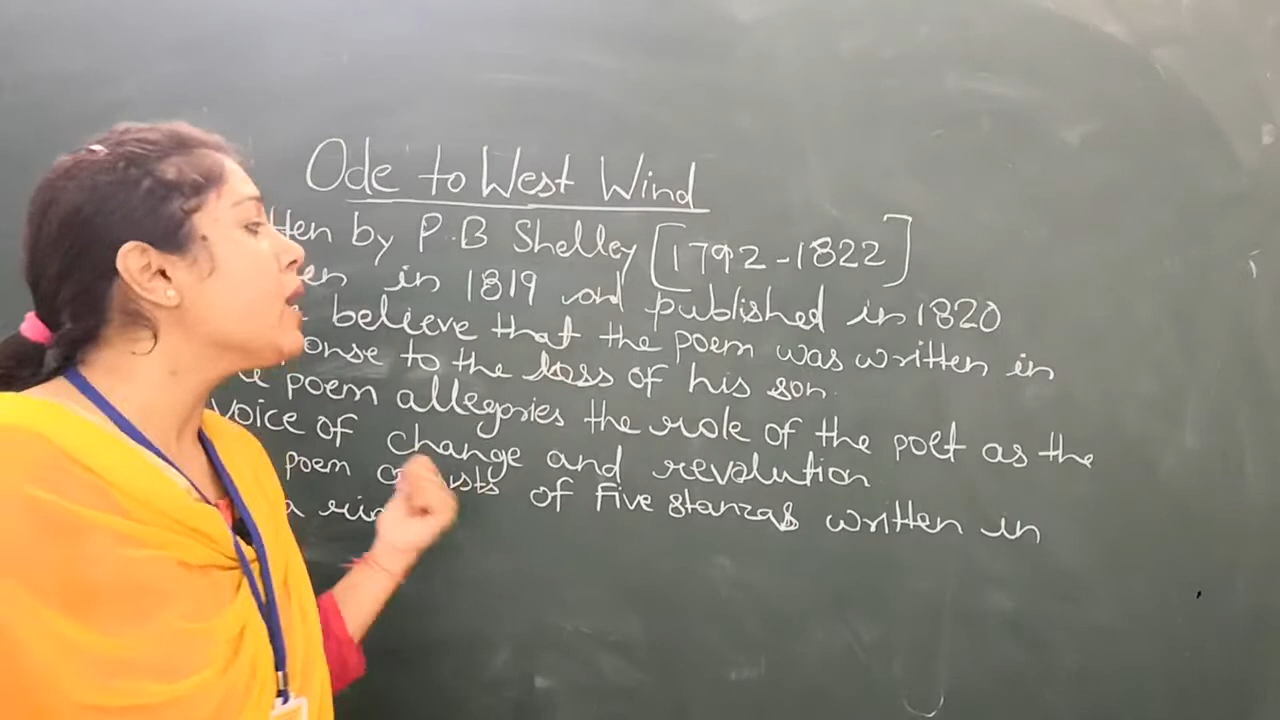 Ode to West Wind
tten by P.B Shelley [1792-1822]
en in 1819 and published in 1820
believe that the poem was written in
onse to the loss of his son.
poem allegories the role of the poet as the
voice of change and revolution
poem consists of five stanzas written in
a